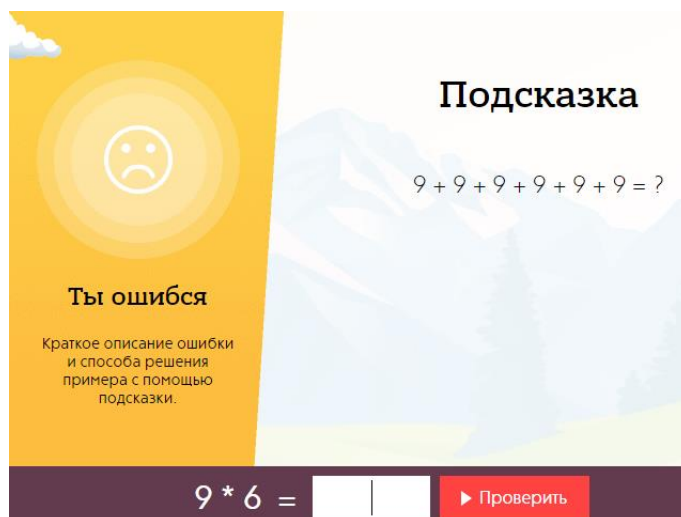 Подсказка
9 + 9 + 9 + 9 + 9 + 9 = ?
Ты ошибся
Краткое описание ошибки
и способа решения
примера с помощью
подсказки.
9 * 6 =
Проверить